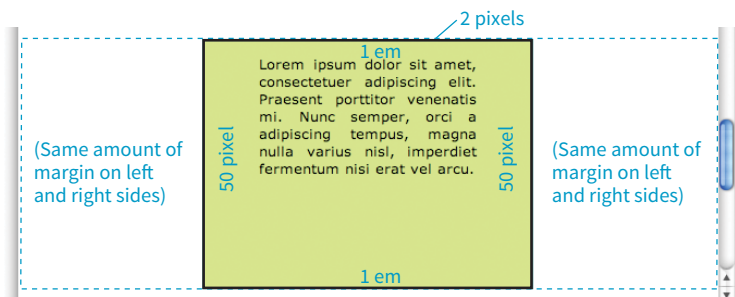 2 pixels
1 em
Lorem ipsum dolor sit amet,
consectetuer adipiscing elit.
Praesent porttitor venenatis
mi. Nunc semper, orci a
adipiscing tempus, magna
nulla varius nisl, imperdiet
fermentum nisi erat vel arcu.
(Same amount of
margin on left
and right sides)
50 pixel
50 pixel
(Same amount of
margin on left
and right sides)
1 em